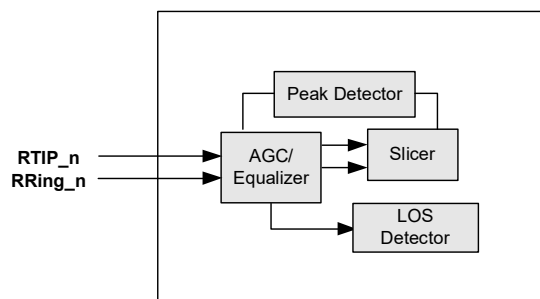 Peak Detector
RTIP_n
RRing_n
AGC/
Equalizer
Slicer
LOS
Detector